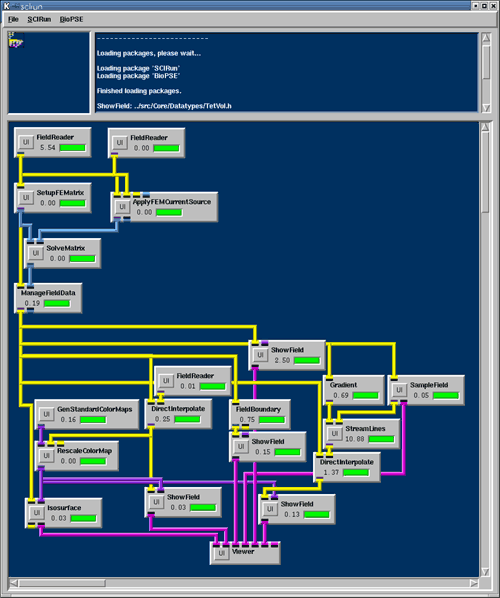 scirun
File SCIRun BioPSE
Loading packages, please wait...
Loading package 'SCIRun'
Loading package 'BioPSE'
Finished loading packages.
ShowField: ../src/Core/Datatypes/TetVol.h
FieldReader
UI 5.54
FieldReader
UI 0.00
SetupFEMatrix
UI 0.00
ApplyFEMCurrentSource
UI 0.00
SolveMatrix
UI 0.00
ManageFieldData
0.19
ShowField
UI 2.50
FieldReader
UI 0.01
Gradient
0.69
SampleField
UI 0.05
GenStandardColorMaps
UI 0.16
DirectInterpolate
0.25
FieldBoundary
0.75
StreamLines
UI 10.88
RescaleColorMap
UI 0.00
ShowField
UI 0.15
DirectInterpolate
1.37
Isosurface
UI 0.03
ShowField
UI 0.03
ShowField
UI 0.13
Viewer
UI